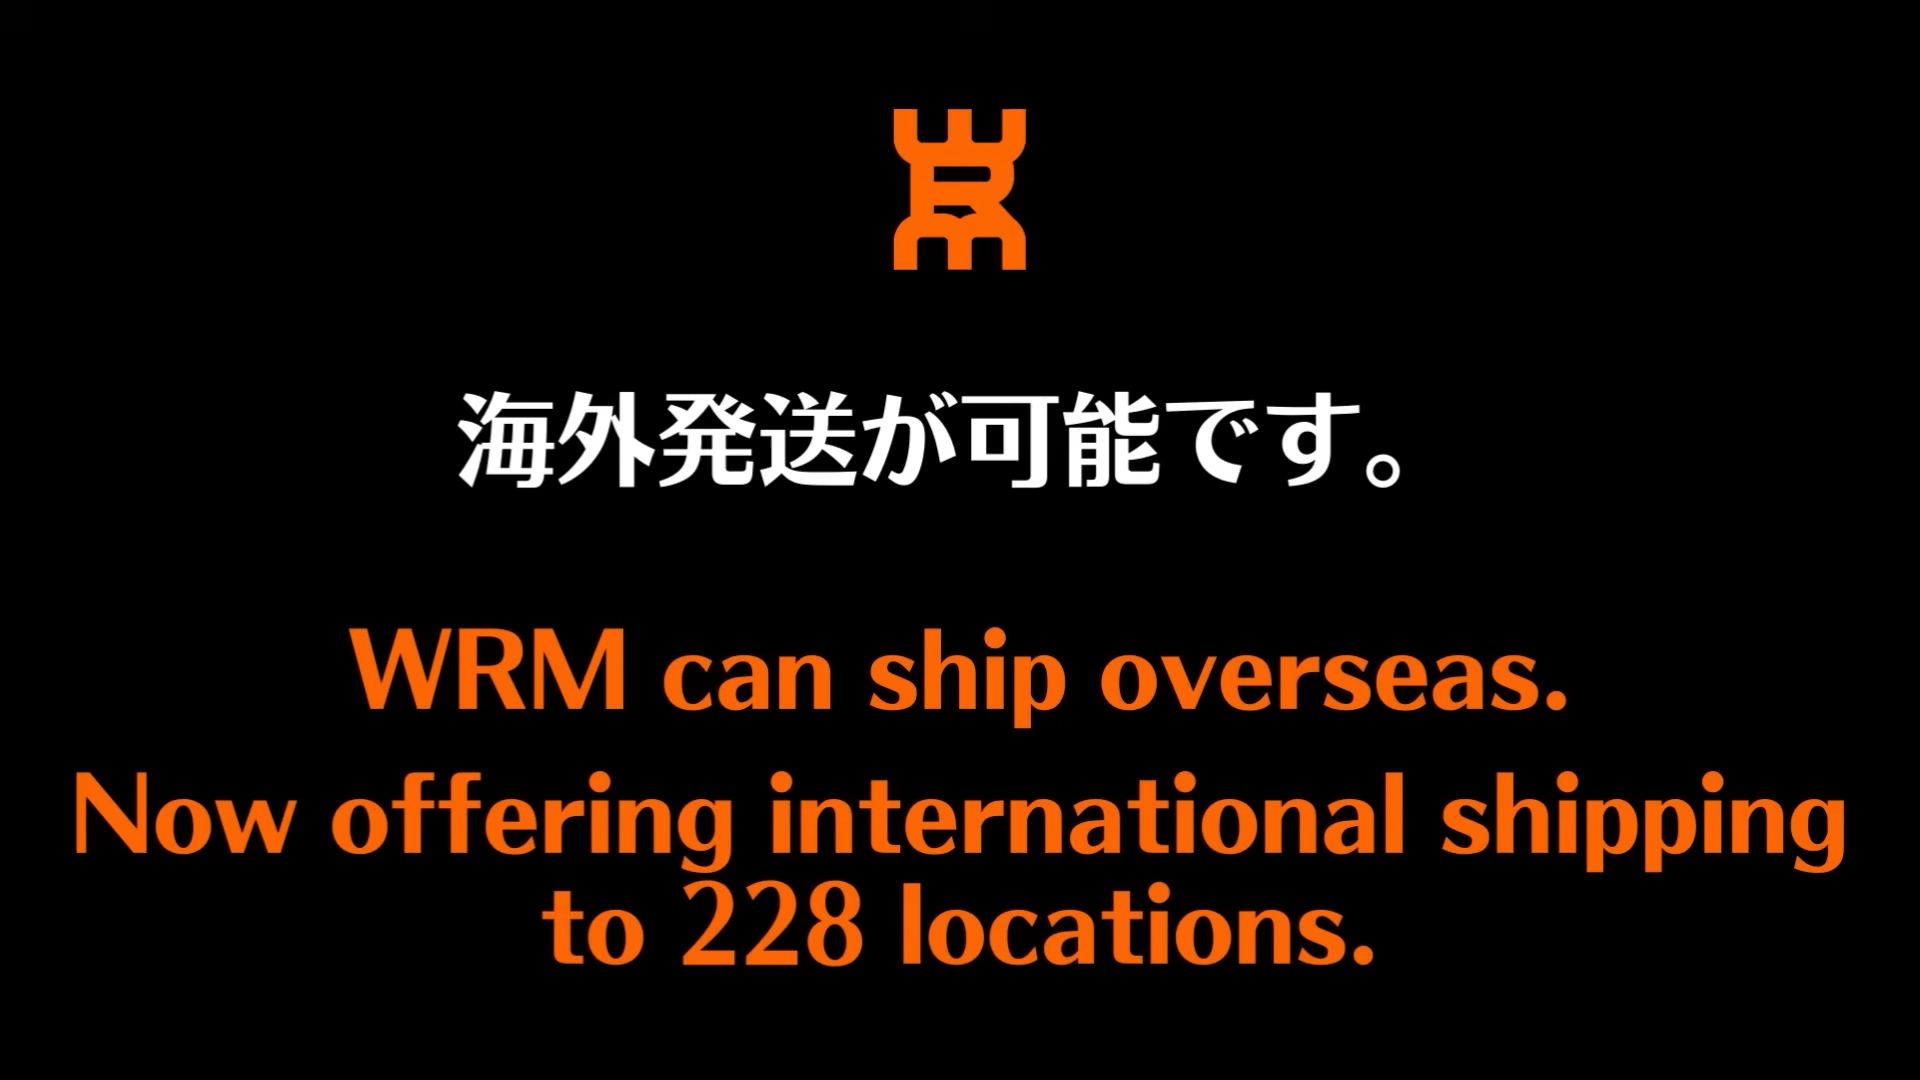 海外発送が可能です。
WRM can ship overseas.
Now offering international shipping
to 228 locations.